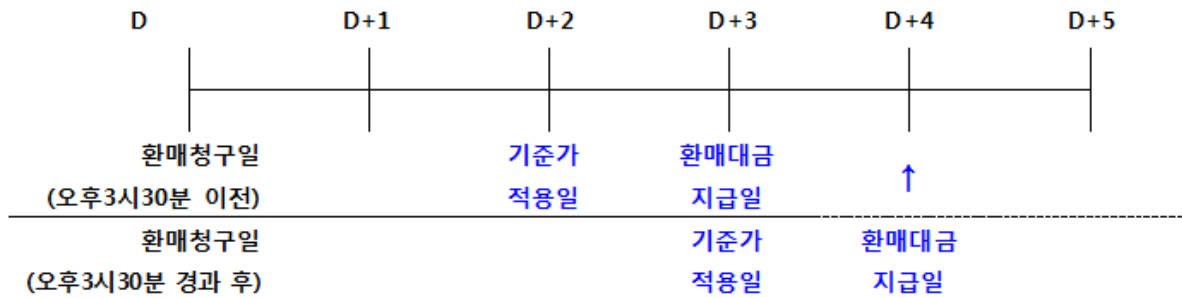 D D+1 D+2 D+3 D+4 D+5
환매청구일 기준가 환매대금
(오후3시30분 이전) 적용일 지급일 ↑
환매청구일 기준가 환매대금
(오후3시30분 경과 후) 적용일 지급일